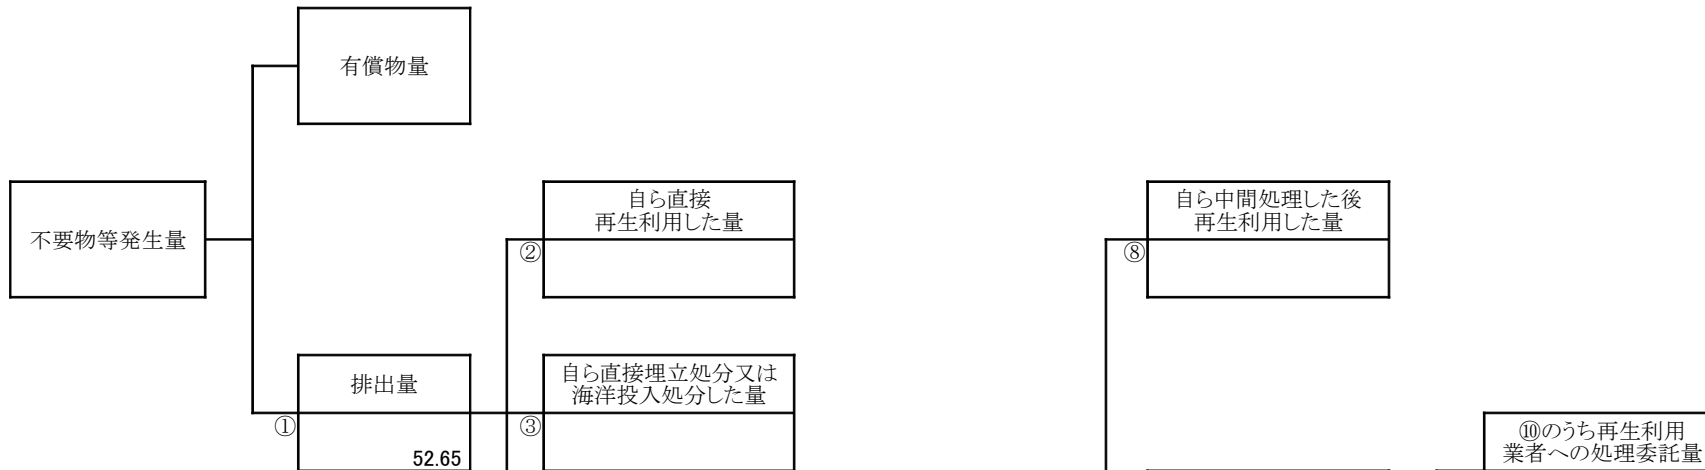 有償物量
不要物等発生量
自ら直接
再生利用した量
②
自ら中間処理した後
再生利用した量
⑧
排出量
①
52.65
自ら直接埋立処分又は
海洋投入処分した量
③
⑩のうち再生利用
業者への処理委託量